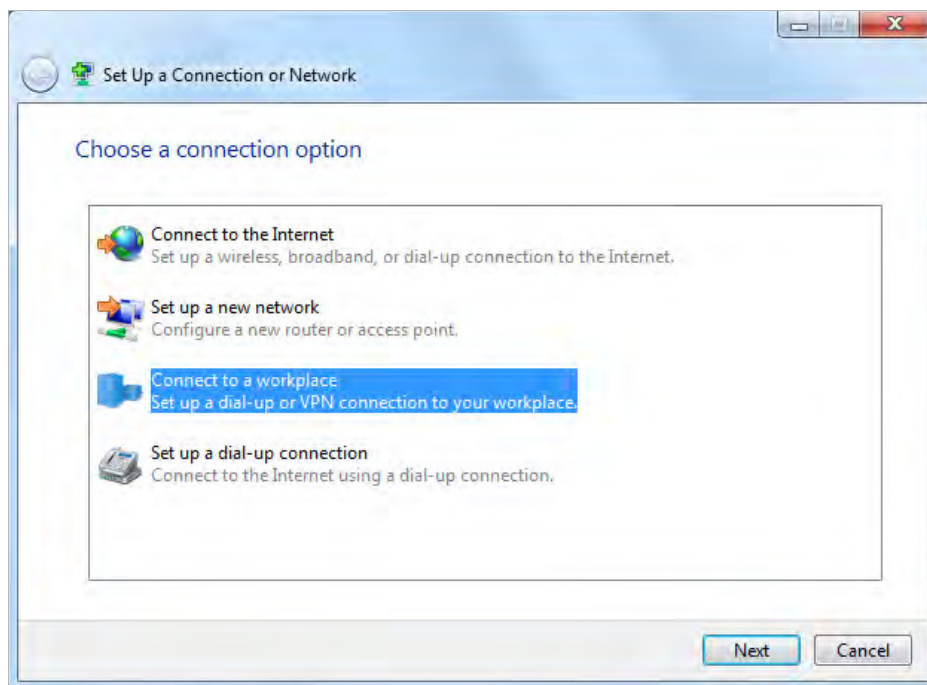 Set Up a Connection or Network
Choose a connection option
Connect to the Internet
Set up a wireless, broadband, or dial-up connection to the Internet.
Set up a new network
Configure a new router or access point.
Connect to a workplace
Set up a dial-up or VPN connection to your workplace.
Set up a dial-up connection
Connect to the Internet using a dial-up connection.
Next Cancel